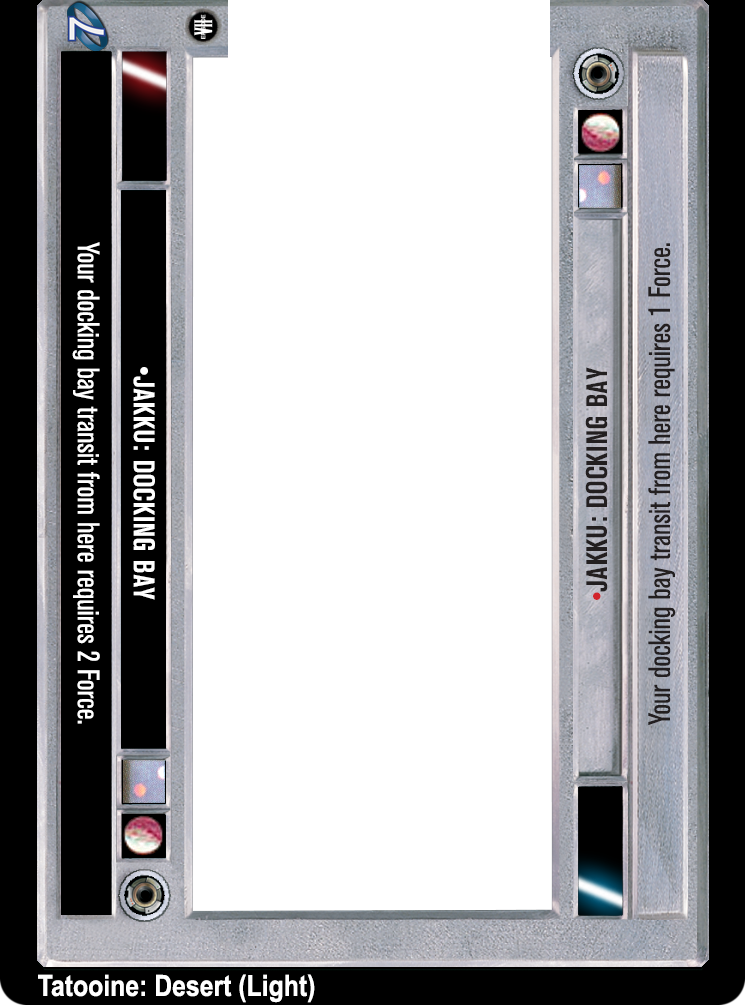 Your docking bay transit from here requires 2 Force.
•JAKKU: DOCKING BAY
•JAKKU: DOCKING BAY
Your docking bay transit from here requires 1 Force.
Tatooine: Desert (Light)